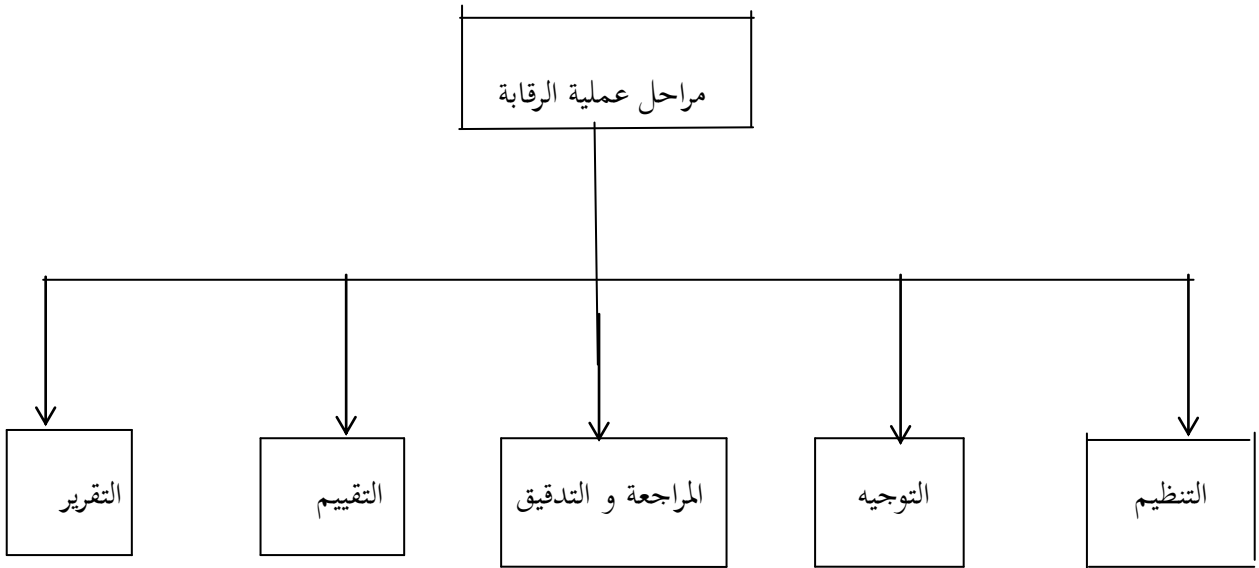 مراحل عملية الرقابة
التنظيم
التوجيه
المراجعة و التدقيق
التقييم
التقرير